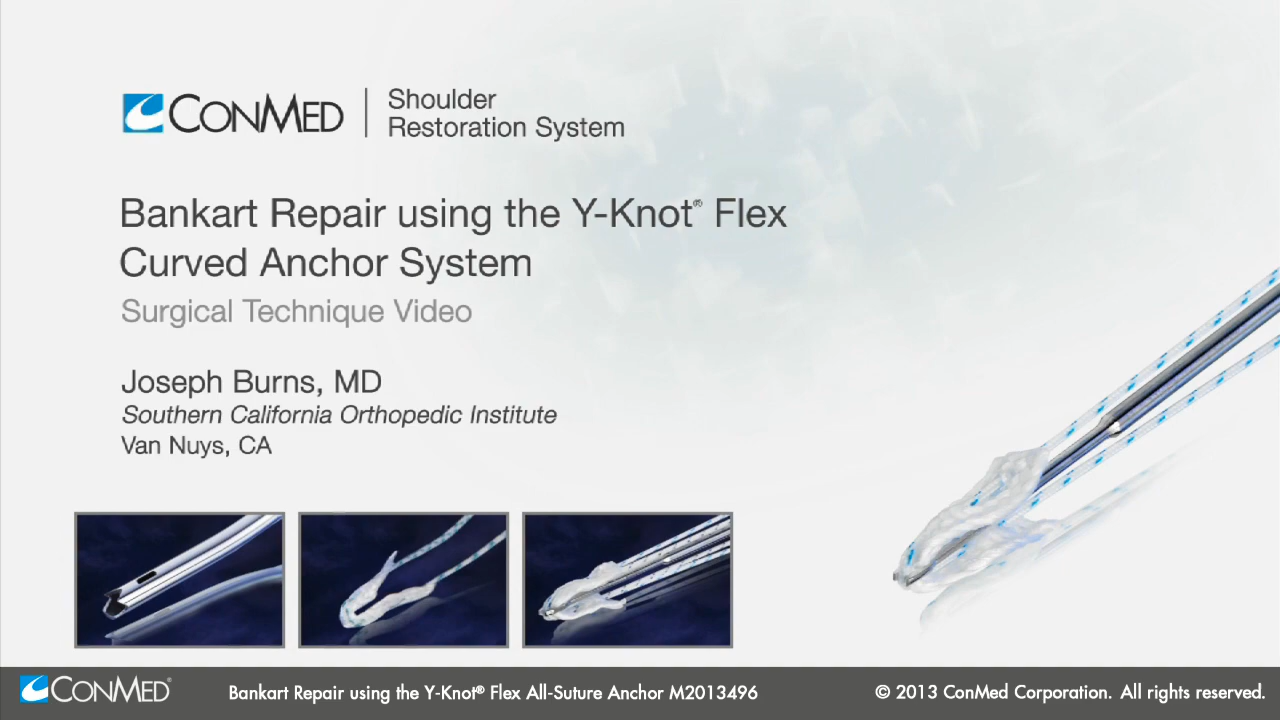 CONMED | Shoulder
Restoration System
Bankart Repair using the Y-Knot® Flex
Curved Anchor System
Surgical Technique Video
Joseph Burns, MD
Southern California Orthopedic Institute
Van Nuys, CA
CONMED® Bankart Repair using the Y-Knot® Flex All-Suture Anchor M2013496 © 2013 ConMed Corporation. All rights reserved.